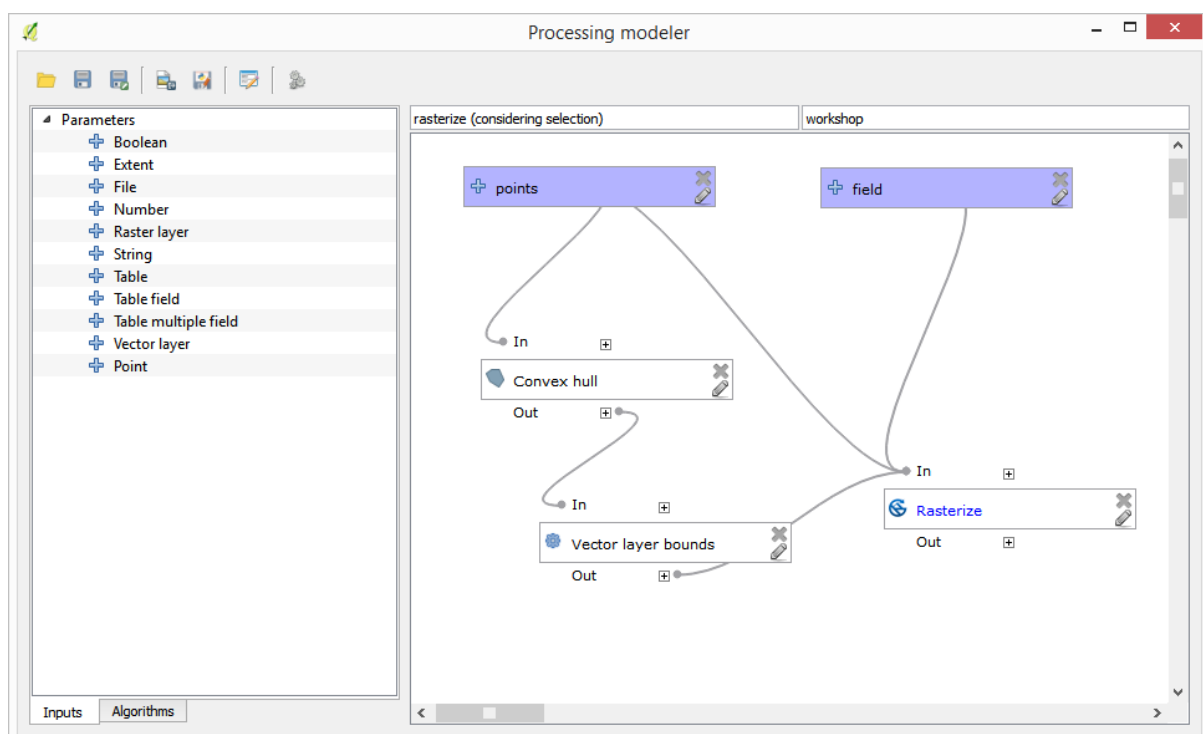 Processing modeler
Parameters
Boolean
Extent
File
Number
Raster layer
String
Table
Table field
Table multiple field
Vector layer
Point
Inputs
Algorithms
rasterize (considering selection)
workshop
points
field
In
Convex hull
Out
In
Vector layer bounds
Out
In
Rasterize
Out